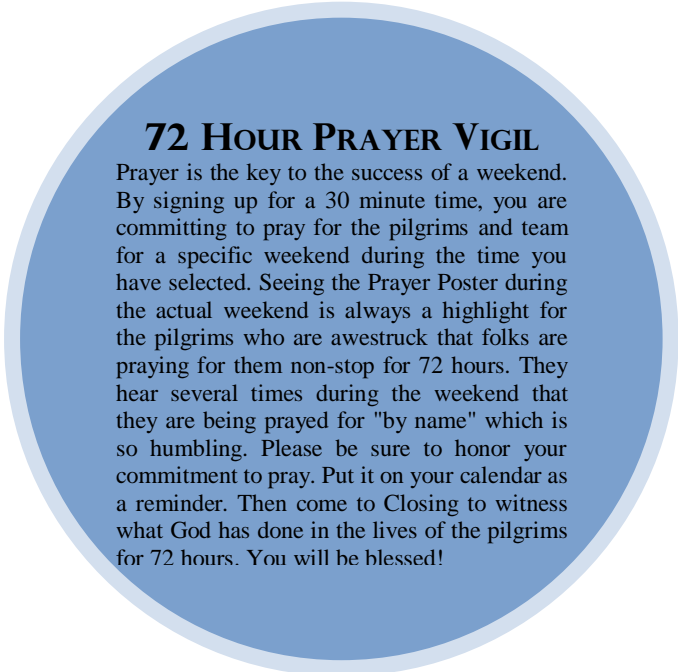 72 HOUR PRAYER VIGIL
Prayer is the key to the success of a weekend.
By signing up for a 30 minute time, you are
committing to pray for the pilgrims and team
for a specific weekend during the time you
have selected. Seeing the Prayer Poster during
the actual weekend is always a highlight for
the pilgrims who are awestruck that folks are
praying for them non-stop for 72 hours. They
hear several times during the weekend that
they are being prayed for "by name" which is
so humbling. Please be sure to honor your
commitment to pray. Put it on your calendar as
a reminder. Then come to Closing to witness
what God has done in the lives of the pilgrims
for 72 hours. You will be blessed!